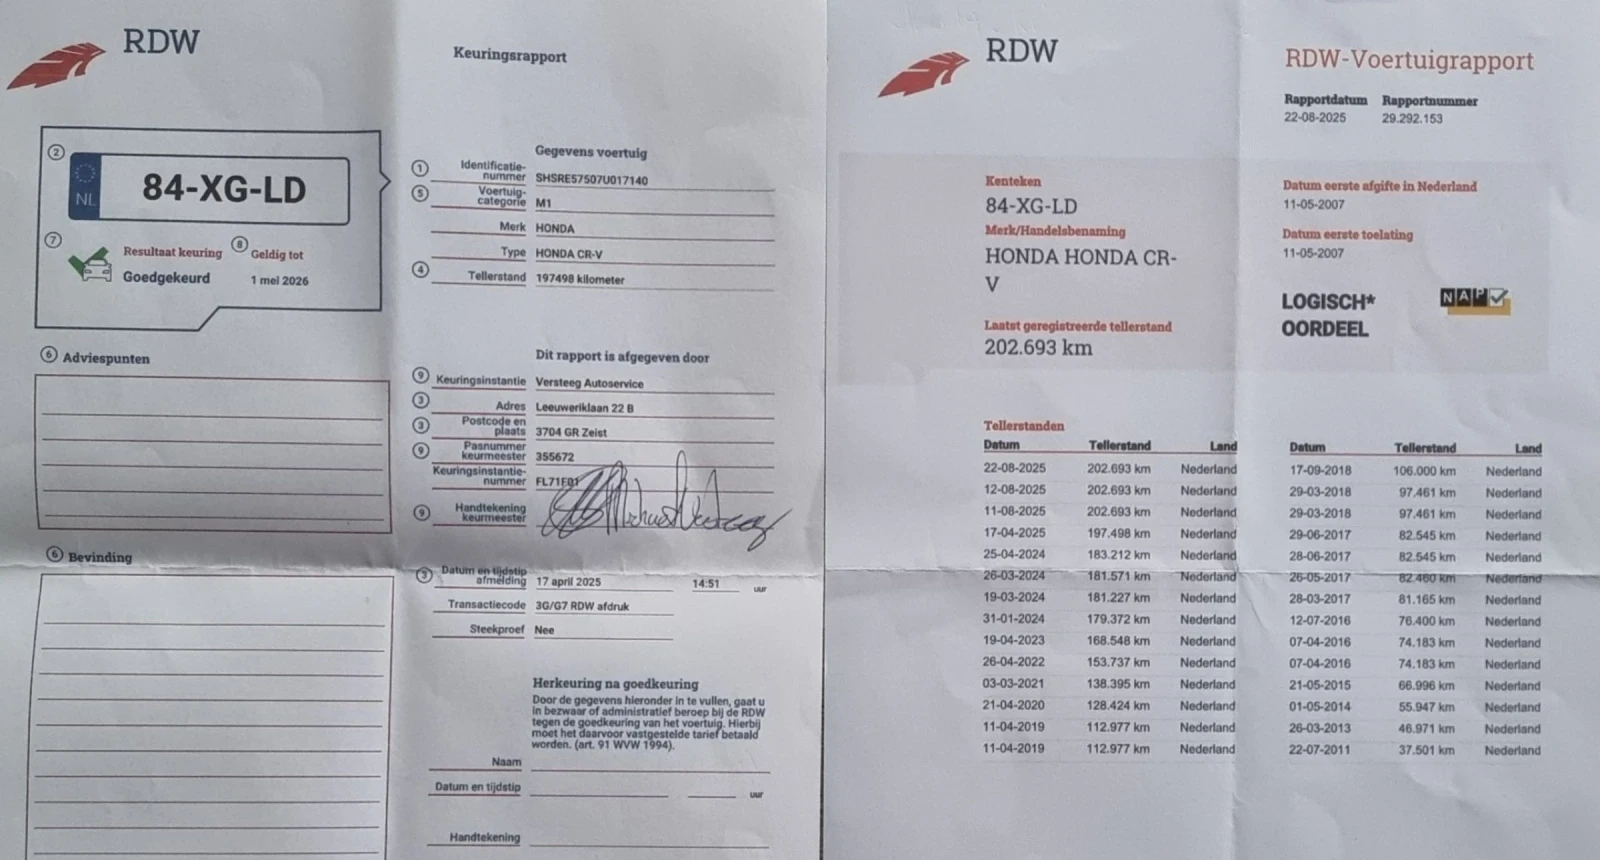 RDW
Keuringsrapport
2
NL
84-XG-LD
7
Resultaat keuring
Goedgekeurd
8
Geldig tot
1 mei 2026
6 Adviespunten
6 Bevinding
Gegevens voertuig
1 Identificatie-
nummer SHSRE57507U017140
5 Voertuig-
categorie M1
Merk HONDA
Type HONDA CR-V
4 Tellerstand 197498 kilometer
Dit rapport is afgegeven door
9 Keuringsinstantie Versteeg Autoservice
3 Adres Leeuweriklaan 22 B
3 Postcode en
plaats 3704 GR Zeist
9 Pasnummer
keurmeester 355672
Keuringsinstantie-
nummer FL71F01
9 Handtekening
keurmeester
3 Datum en tijdstip
afmelding 17 april 2025 14:51 uur
Transactiecode 3G/G7 RDW afdruk
Steekproef Nee
Herkeuring na goedkeuring
Door de gegevens hieronder in te vullen, gaat u
in bezwaar of administratief beroep bij de RDW
tegen de goedkeuring van het voertuig. Hierbij
moet het daarvoor vastgestelde tarief betaald
worden. (art. 91 WVW 1994).
Naam
Datum en tijdstip uur
Handtekening
RDW
RDW-Voertuigrapport
Rapportdatum Rapportnummer
22-08-2025 29.292.153
Kenteken
84-XG-LD
Merk/Handelsbenaming
HONDA HONDA CR-
V
Laatst geregistreerde tellerstand
202.693 km
Datum eerste afgifte in Nederland
11-05-2007
Datum eerste toelating
11-05-2007
LOGISCH*
OORDEEL
NAP
Tellerstanden
Datum Tellerstand Land
22-08-2025 202.693 km Nederland
12-08-2025 202.693 km Nederland
11-08-2025 202.693 km Nederland
17-04-2025 197.498 km Nederland
25-04-2024 183.212 km Nederland
26-03-2024 181.571 km Nederland
19-03-2024 181.227 km Nederland
31-01-2024 179.372 km Nederland
19-04-2023 168.548 km Nederland
26-04-2022 153.737 km Nederland
03-03-2021 138.395 km Nederland
21-04-2020 128.424 km Nederland
11-04-2019 112.977 km Nederland
11-04-2019 112.977 km Nederland
Datum Tellerstand Land
17-09-2018 106.000 km Nederland
29-03-2018 97.461 km Nederland
29-03-2018 97.461 km Nederland
29-06-2017 82.545 km Nederland
28-06-2017 82.545 km Nederland
26-05-2017 82.460 km Nederland
28-03-2017 81.165 km Nederland
12-07-2016 76.400 km Nederland
07-04-2016 74.183 km Nederland
07-04-2016 74.183 km Nederland
21-05-2015 66.996 km Nederland
01-05-2014 55.947 km Nederland
26-03-2013 46.971 km Nederland
22-07-2011 37.501 km Nederland